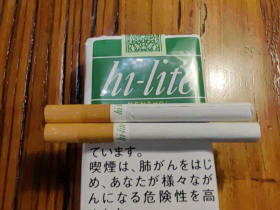 hi-lite
MENTHOL
ています。
喫煙は、肺がんをはじ
め、あなたが様々なが
んになる危険性を高